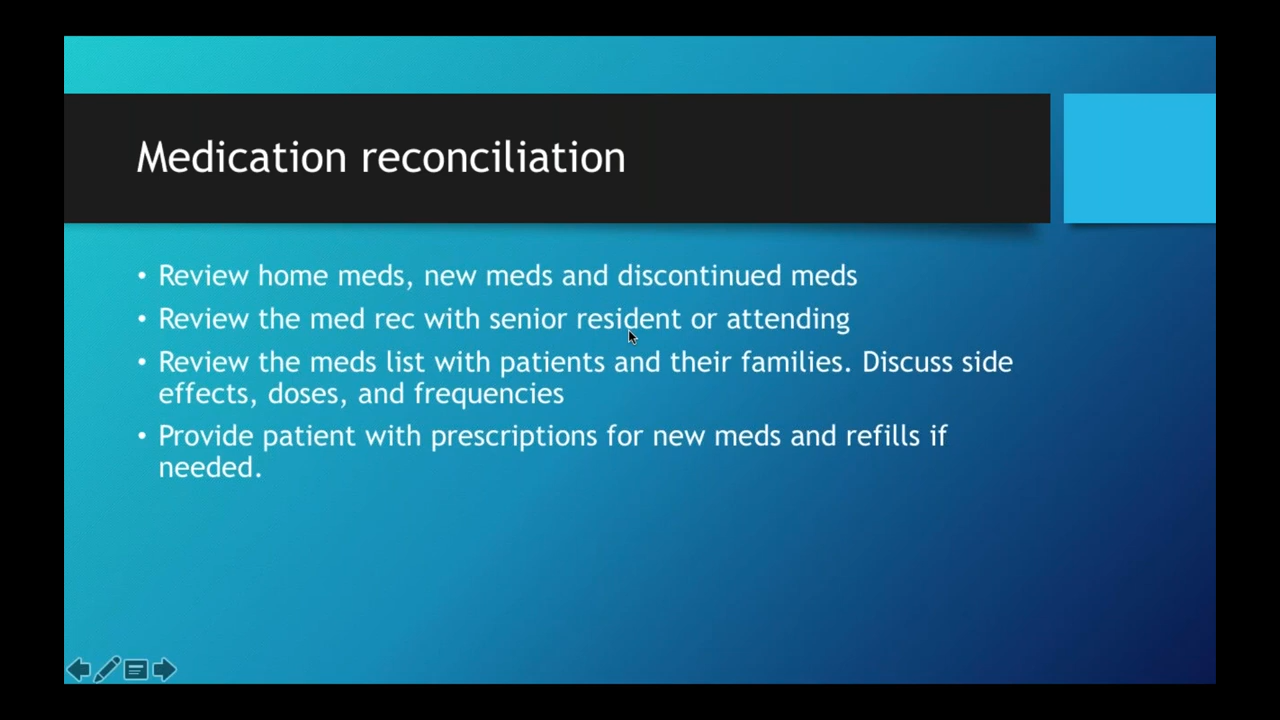 Medication reconciliation
• Review home meds, new meds and discontinued meds
• Review the med rec with senior resident or attending
• Review the meds list with patients and their families. Discuss side
effects, doses, and frequencies
• Provide patient with prescriptions for new meds and refills if
needed.